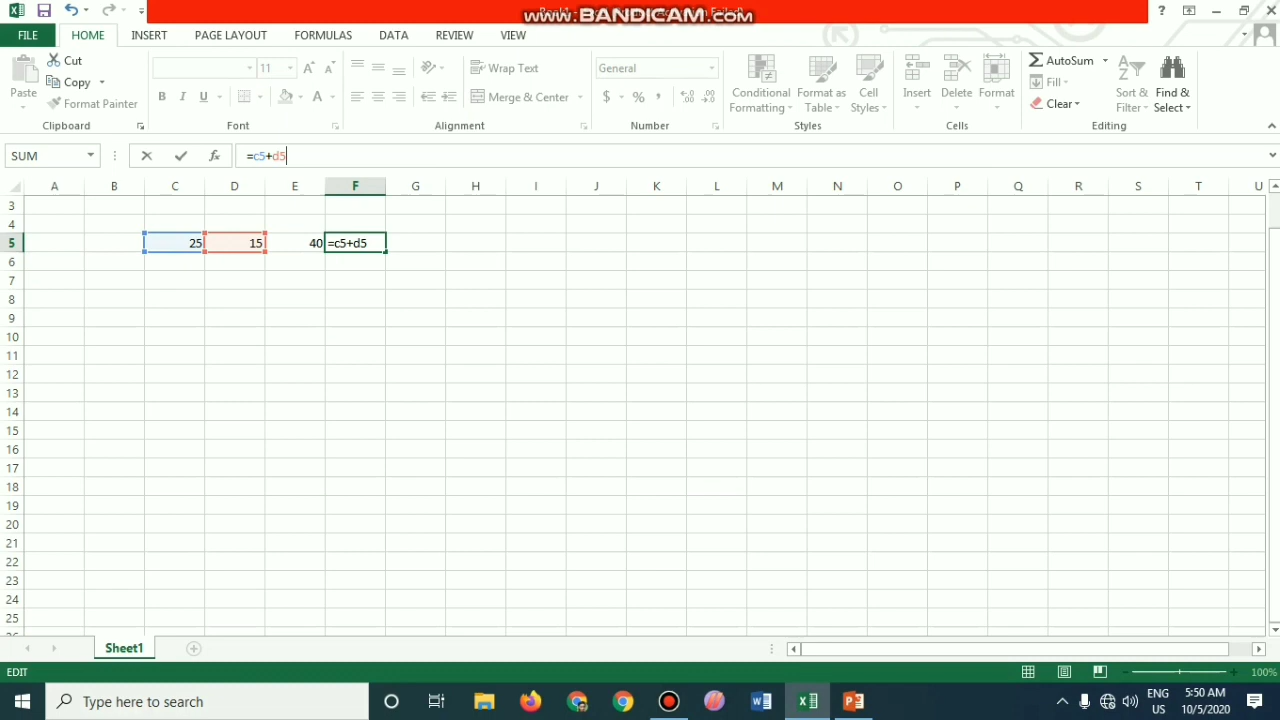 www.BANDICAM.com
FILE HOME INSERT PAGE LAYOUT FORMULAS DATA REVIEW VIEW
Paste
Cut
Copy
Format Painter
Clipboard
11
B I U
Font
Wrap Text
Merge & Center
Alignment
General
$ % ,
Number
Conditional Formatting
Format as Table
Cell Styles
Styles
Insert
Delete
Format
Cells
AutoSum
Fill
Clear
Sort & Filter
Find & Select
Editing
SUM
=c5+d5
A B C D E F G H I J K L M N O P Q R S T U
3
4
5 25 15 40 =c5+d5
6
7
8
9
10
11
12
13
14
15
16
17
18
19
20
21
22
23
24
25
Sheet1
EDIT
100%
Type here to search
ENG
US
5:50 AM
10/5/2020